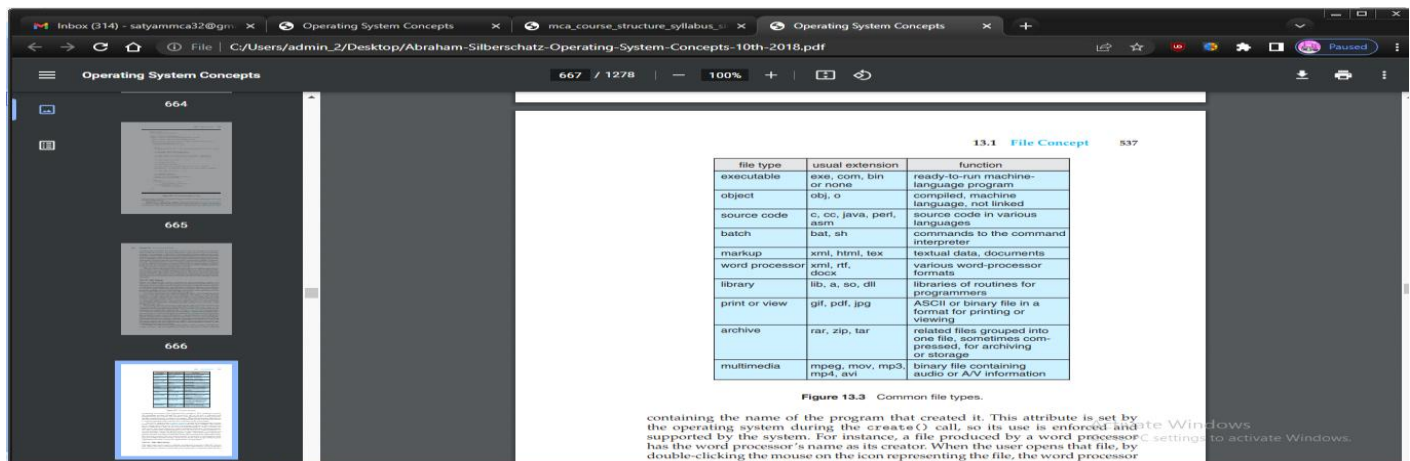 Inbox (314) - satyammca32@gm
Operating System Concepts
mca_course_structure_syllabus_s
Operating System Concepts
File | C:/Users/admin_2/Desktop/Abraham-Silberschatz-Operating-System-Concepts-10th-2018.pdf
Paused
Operating System Concepts
667 / 1278
100%
664
665
666
13.1 File Concept 537
file type usual extension function
executable exe, com, bin ready-to-run machine-
or none language program
object obj, o compiled, machine
language, not linked
source code c, cc, java, perl, source code in various
asm languages
batch bat, sh commands to the command
interpreter
markup xml, html, tex textual data, documents
word processor xml, rtf, various word-processor
docx formats
library lib, a, so, dll libraries of routines for
programmers
print or view gif, pdf, jpg ASCII or binary file in a
format for printing or
viewing
archive rar, zip, tar related files grouped into
one file, sometimes com-
pressed, for archiving
or storage
multimedia mpeg, mov, mp3, binary file containing
mp4, avi audio or A/V information
Figure 13.3 Common file types.
containing the name of the program that created it. This attribute is set by
the operating system during the create() call, so its use is enforced and
supported by the system. For instance, a file produced by a word processor
has the word processor's name as its creator. When the user opens that file, by
double-clicking the mouse on the icon representing the file, the word processor
Activate Windows
PC settings to activate Windows.